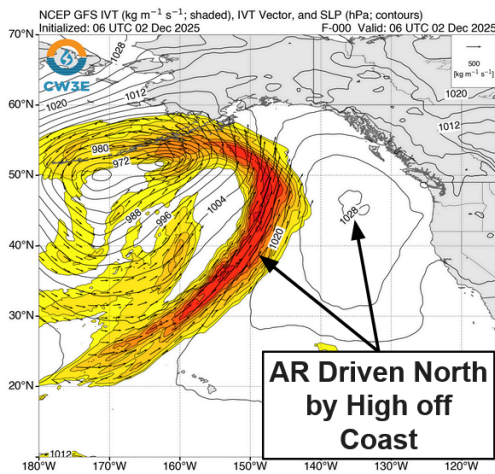 NCEP GFS IVT (kg m⁻¹ s⁻¹; shaded), IVT Vector, and SLP (hPa; contours)
Initialized: 06 UTC 02 Dec 2025 F-000 Valid: 06 UTC 02 Dec 2025
70°N
60°N
50°N
40°N
30°N
20°N
CW3E
500
[kg m⁻¹ s⁻¹]
1028
1020
1012
1020
1012
980
972
988
996
1004
1020
1028
1012
AR Driven North
by High off
Coast
180°W 170°W 160°W 150°W 140°W 130°W 120°W